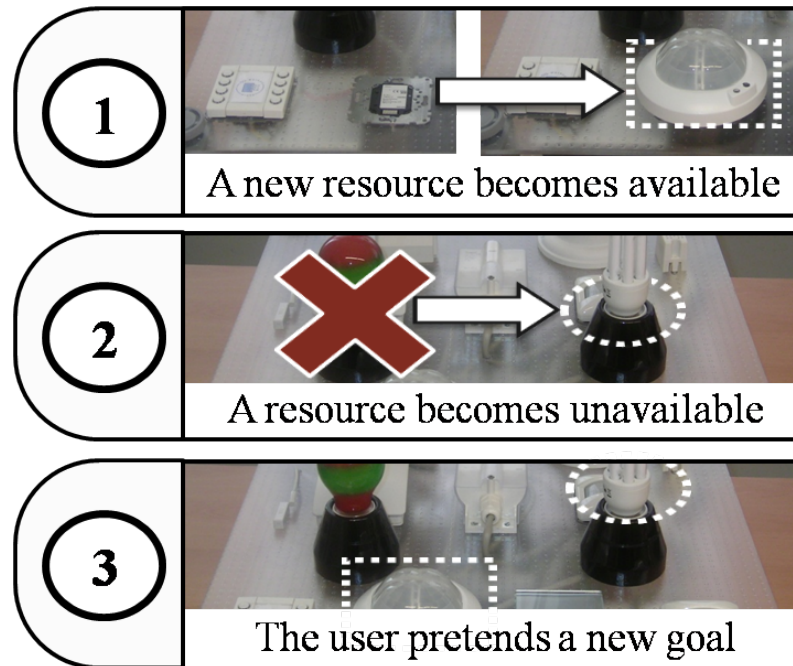 1
A new resource becomes available
2
A resource becomes unavailable
3
The user pretends a new goal